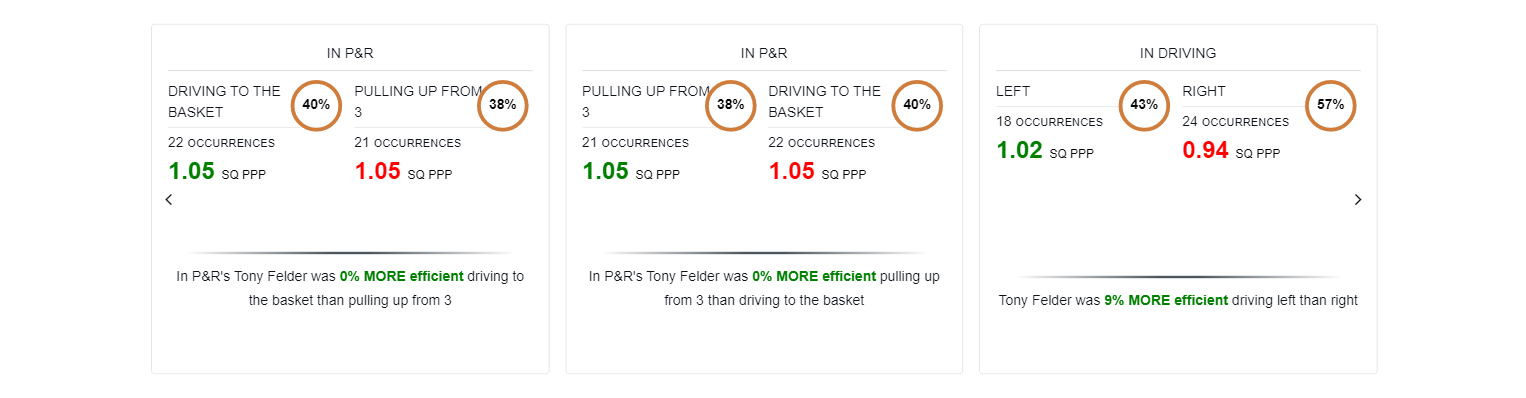 IN P&R
DRIVING TO THE
BASKET
40%
22 OCCURRENCES
1.05 SQ PPP
PULLING UP FROM
3
38%
21 OCCURRENCES
1.05 SQ PPP
In P&R's Tony Felder was 0% MORE efficient driving to
the basket than pulling up from 3
IN P&R
PULLING UP FROM
3
38%
21 OCCURRENCES
1.05 SQ PPP
DRIVING TO THE
BASKET
40%
22 OCCURRENCES
1.05 SQ PPP
In P&R's Tony Felder was 0% MORE efficient pulling up
from 3 than driving to the basket
IN DRIVING
LEFT
43%
18 OCCURRENCES
1.02 SQ PPP
RIGHT
57%
24 OCCURRENCES
0.94 SQ PPP
Tony Felder was 9% MORE efficient driving left than right